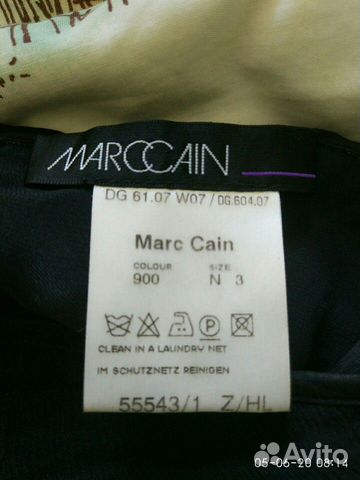 MARCCAIN
DG 61.07 W07 / DG.604.07
Marc Cain
COLOUR SIZE
900 N 3
P
CLEAN IN A LAUNDRY NET
IM SCHUTZNETZ REINIGEN
55543/1 Z/HL
Avito
05-06-20 08:14